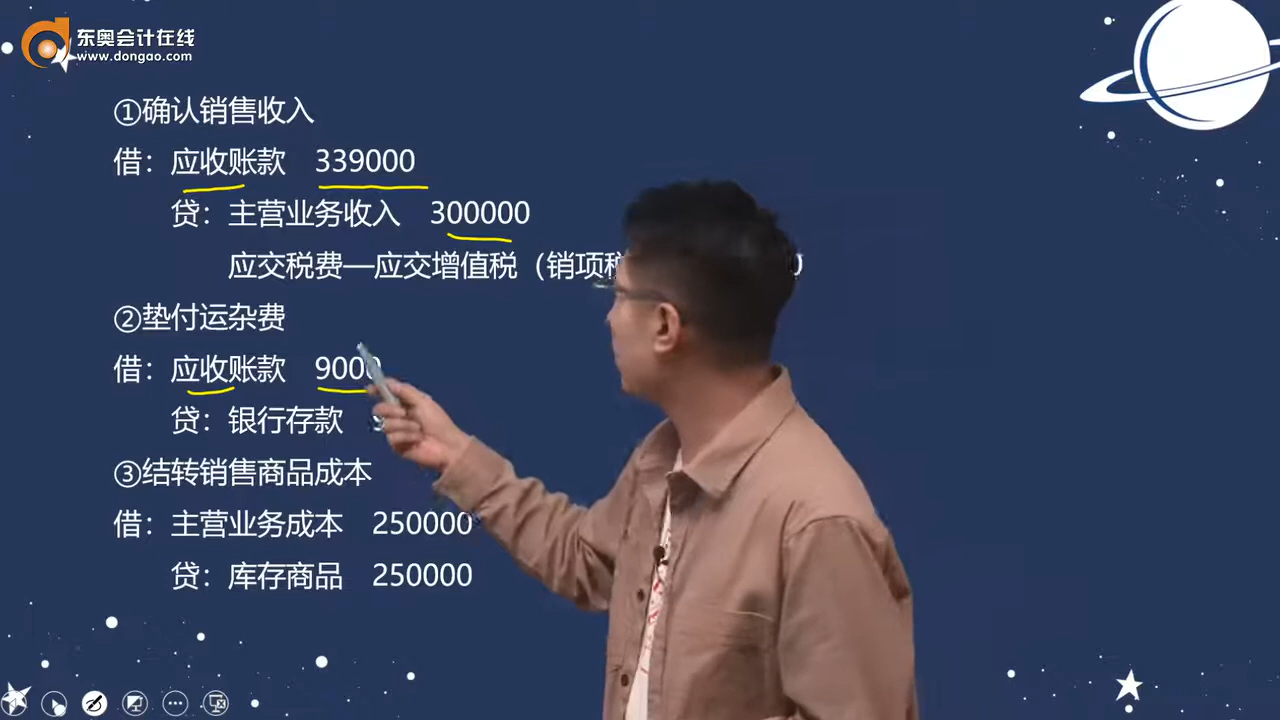 东奥会计在线
www.dongao.com
①确认销售收入
借：应收账款 339000
贷：主营业务收入 300000
应交税费—应交增值税（销项
②垫付运杂费
借：应收账款 9000
贷：银行存款
③结转销售商品成本
借：主营业务成本 250000
贷：库存商品 250000